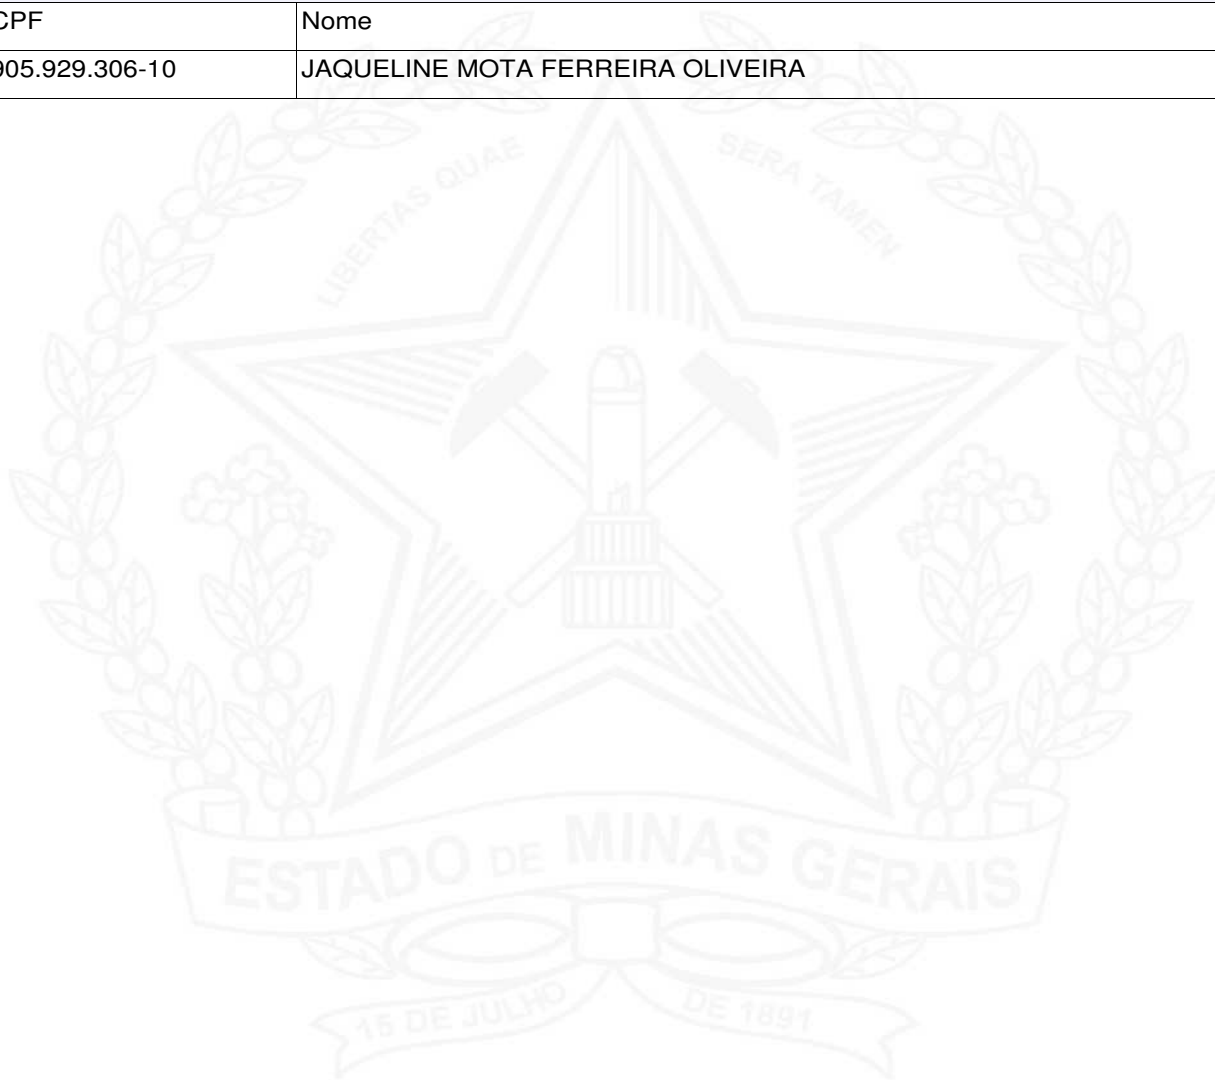 CPF Nome
905.929.306-10 JAQUELINE MOTA FERREIRA OLIVEIRA
LIBERTAS QUAE SERA TAMEN
ESTADO DE MINAS GERAIS
15 DE JULHO DE 1891